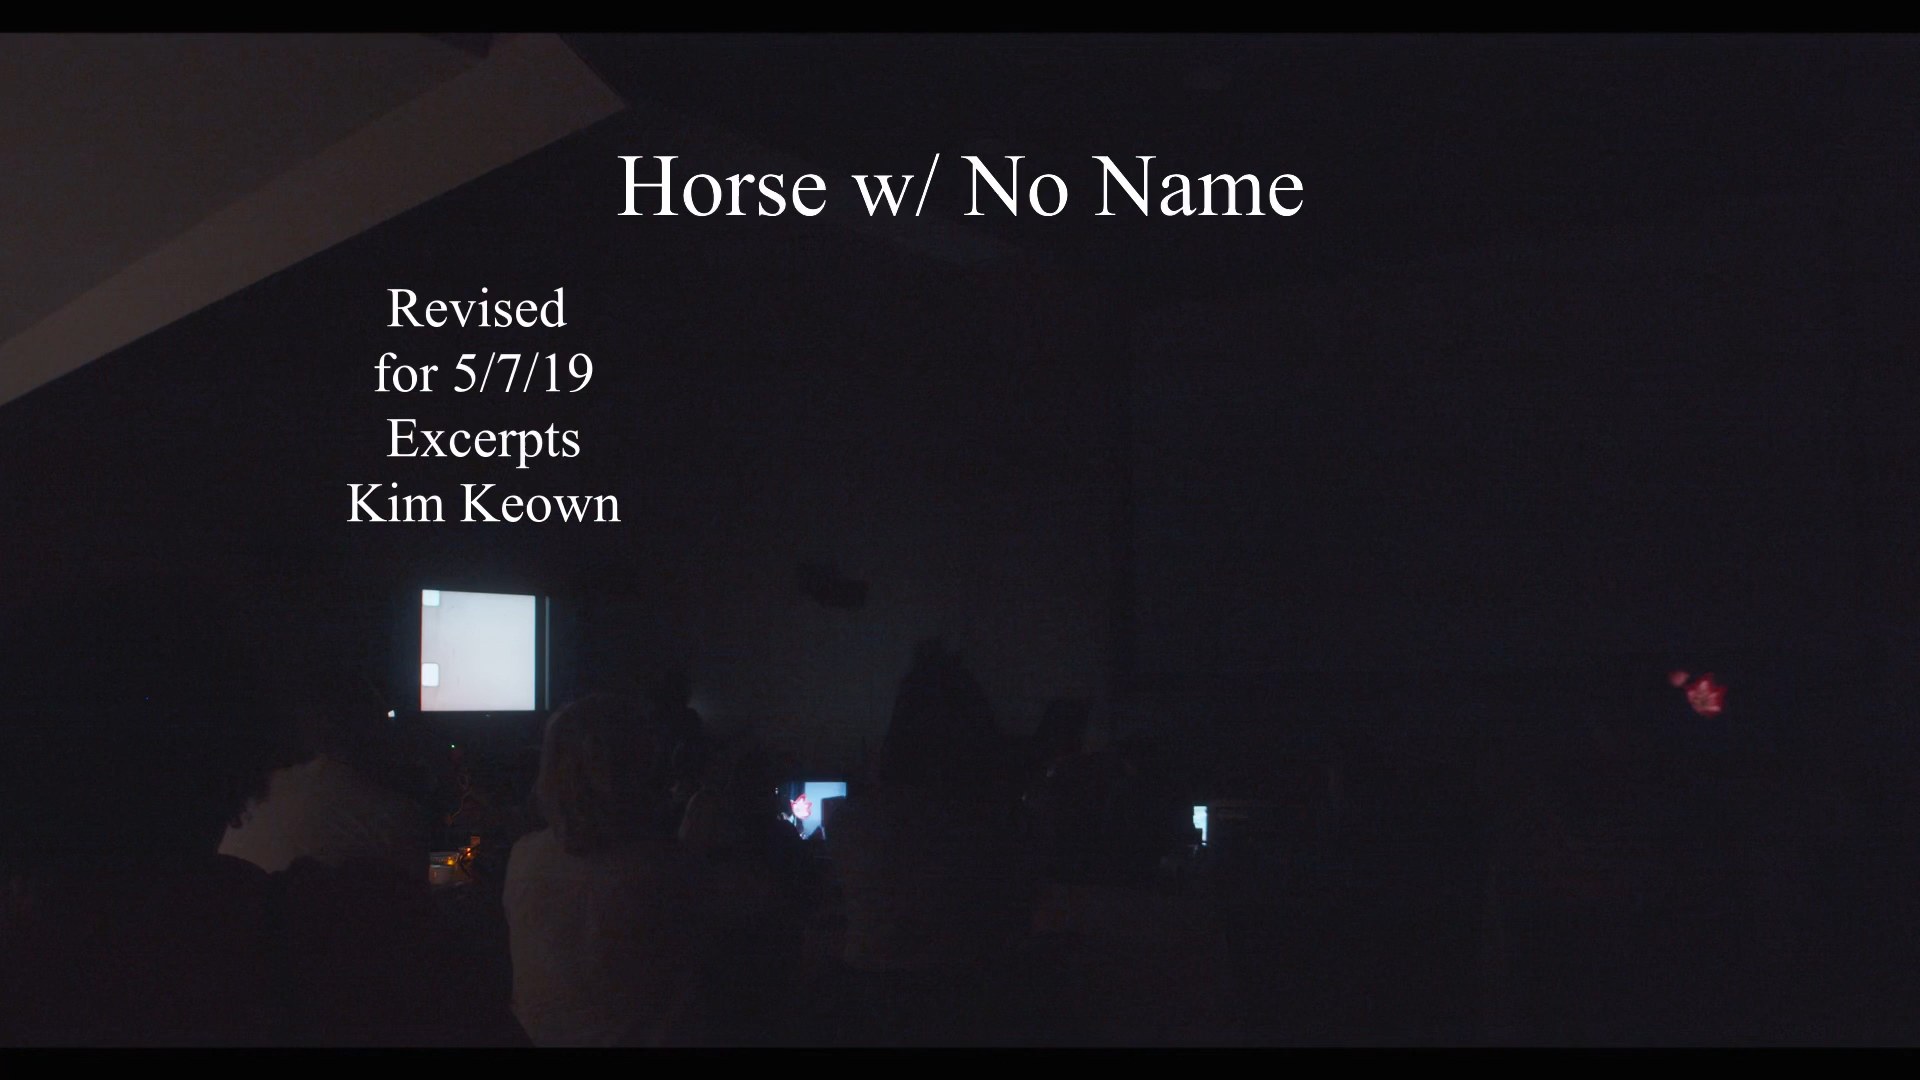 Horse w/ No Name
Revised
for 5/7/19
Excerpts
Kim Keown